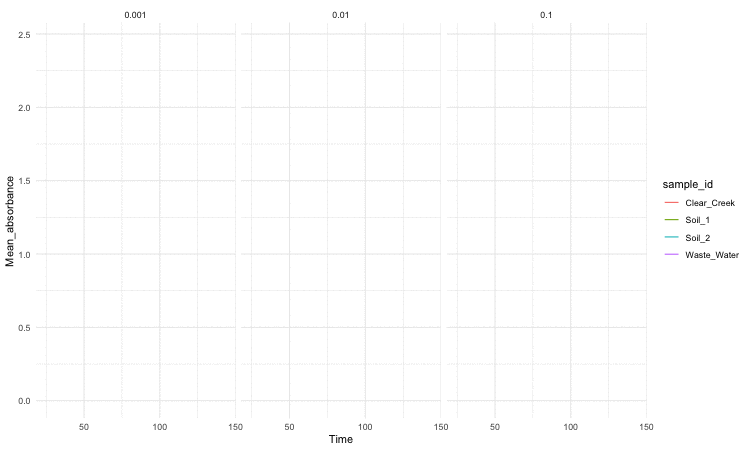 0.001 0.01 0.1
2.5
2.0
1.5
1.0
0.5
0.0
Mean_absorbance
50 100 150 50 100 150 50 100 150
Time
sample_id
Clear_Creek
Soil_1
Soil_2
Waste_Water